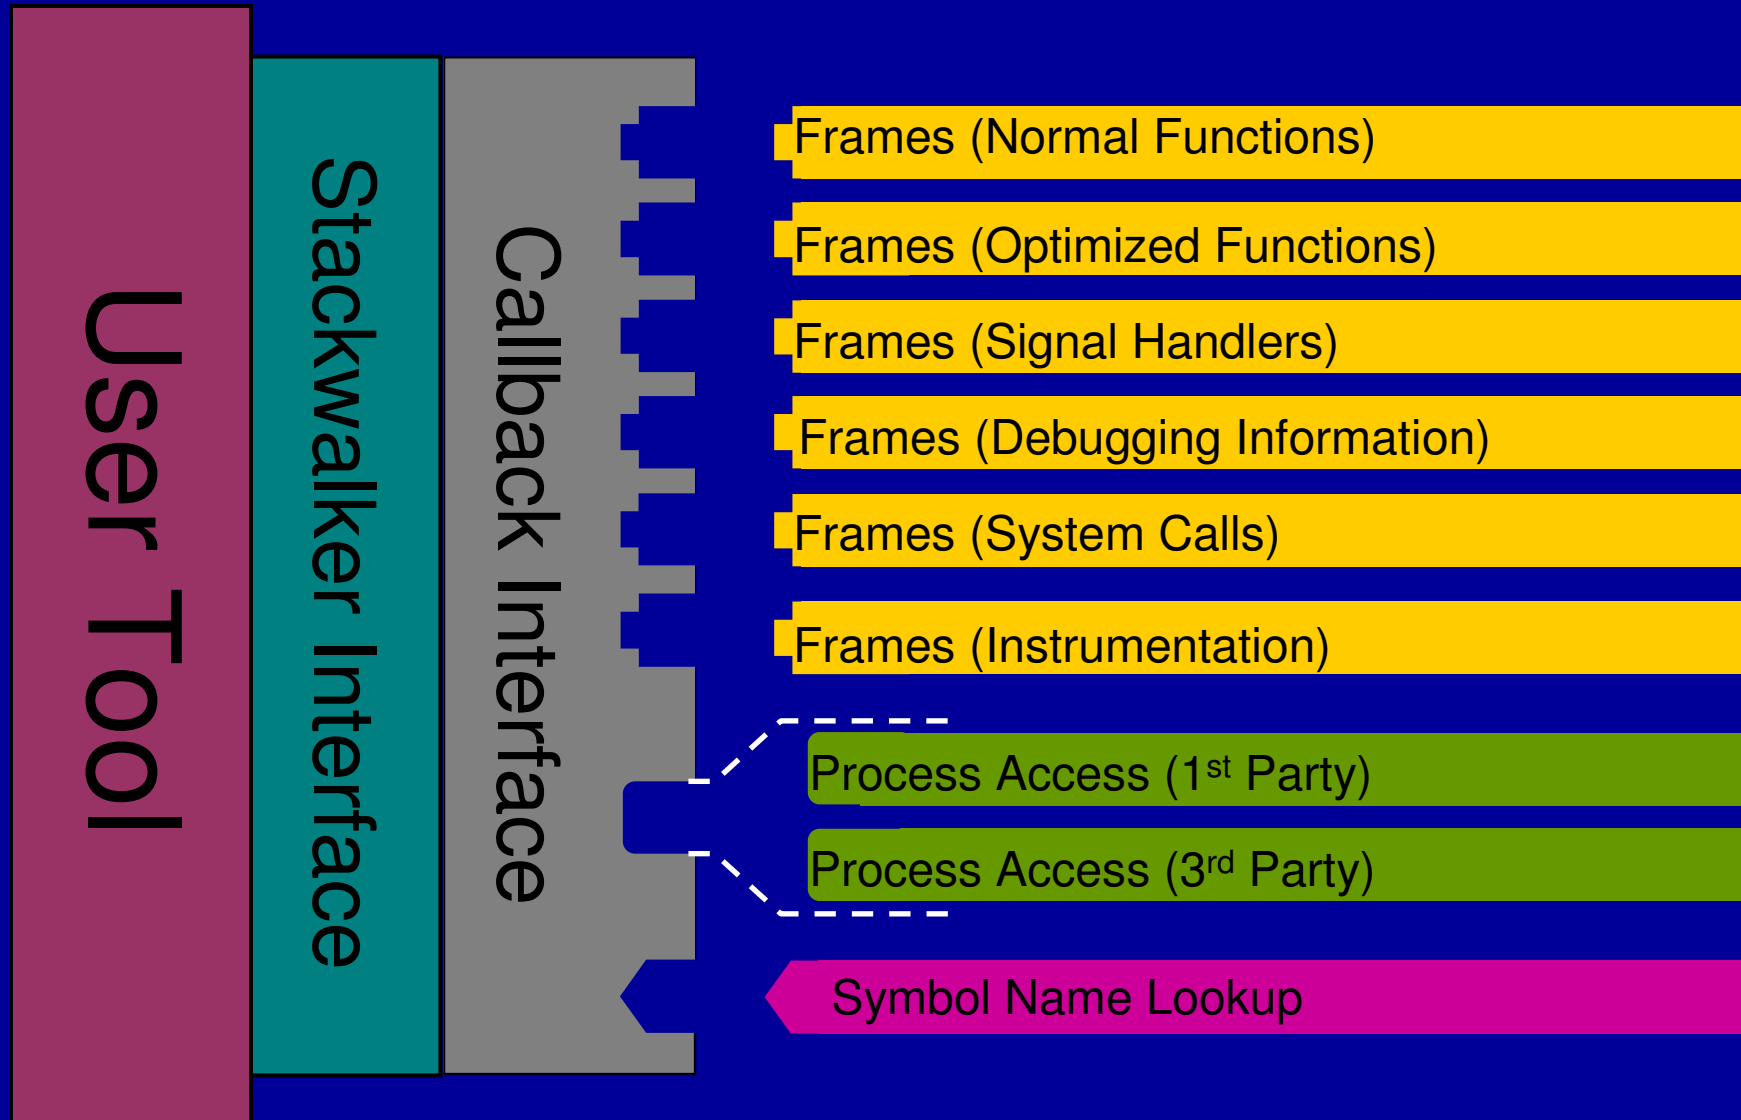 User Tool
Stackwalker Interface
Callback Interface
Frames (Normal Functions)
Frames (Optimized Functions)
Frames (Signal Handlers)
Frames (Debugging Information)
Frames (System Calls)
Frames (Instrumentation)
Process Access (1st Party)
Process Access (3rd Party)
Symbol Name Lookup